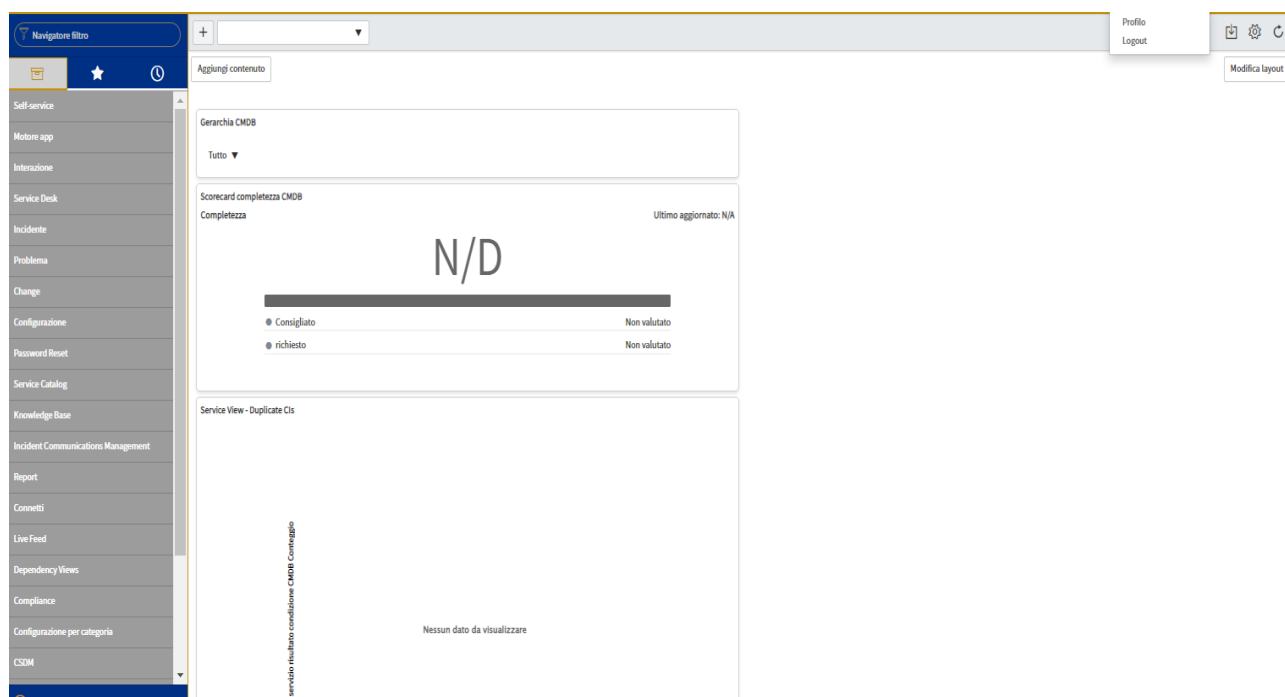 Navigatore filtro
+
Profilo
Logout
Aggiungi contenuto
Modifica layout
Self-service
Motore app
Interazione
Service Desk
Incidente
Problema
Change
Configurazione
Password Reset
Service Catalog
Knowledge Base
Incident Communications Management
Report
Connetti
Live Feed
Dependency Views
Compliance
Configurazione per categoria
CSDM
Gerarchia CMDB
Tutto ▼
Scorecard completezza CMDB
Completezza
Ultimo aggiornato: N/A
N/D
Consigliato
Non valutato
richiesto
Non valutato
Service View - Duplicate CIs
servizio risultato condizione CMDB Conteggio
Nessun dato da visualizzare